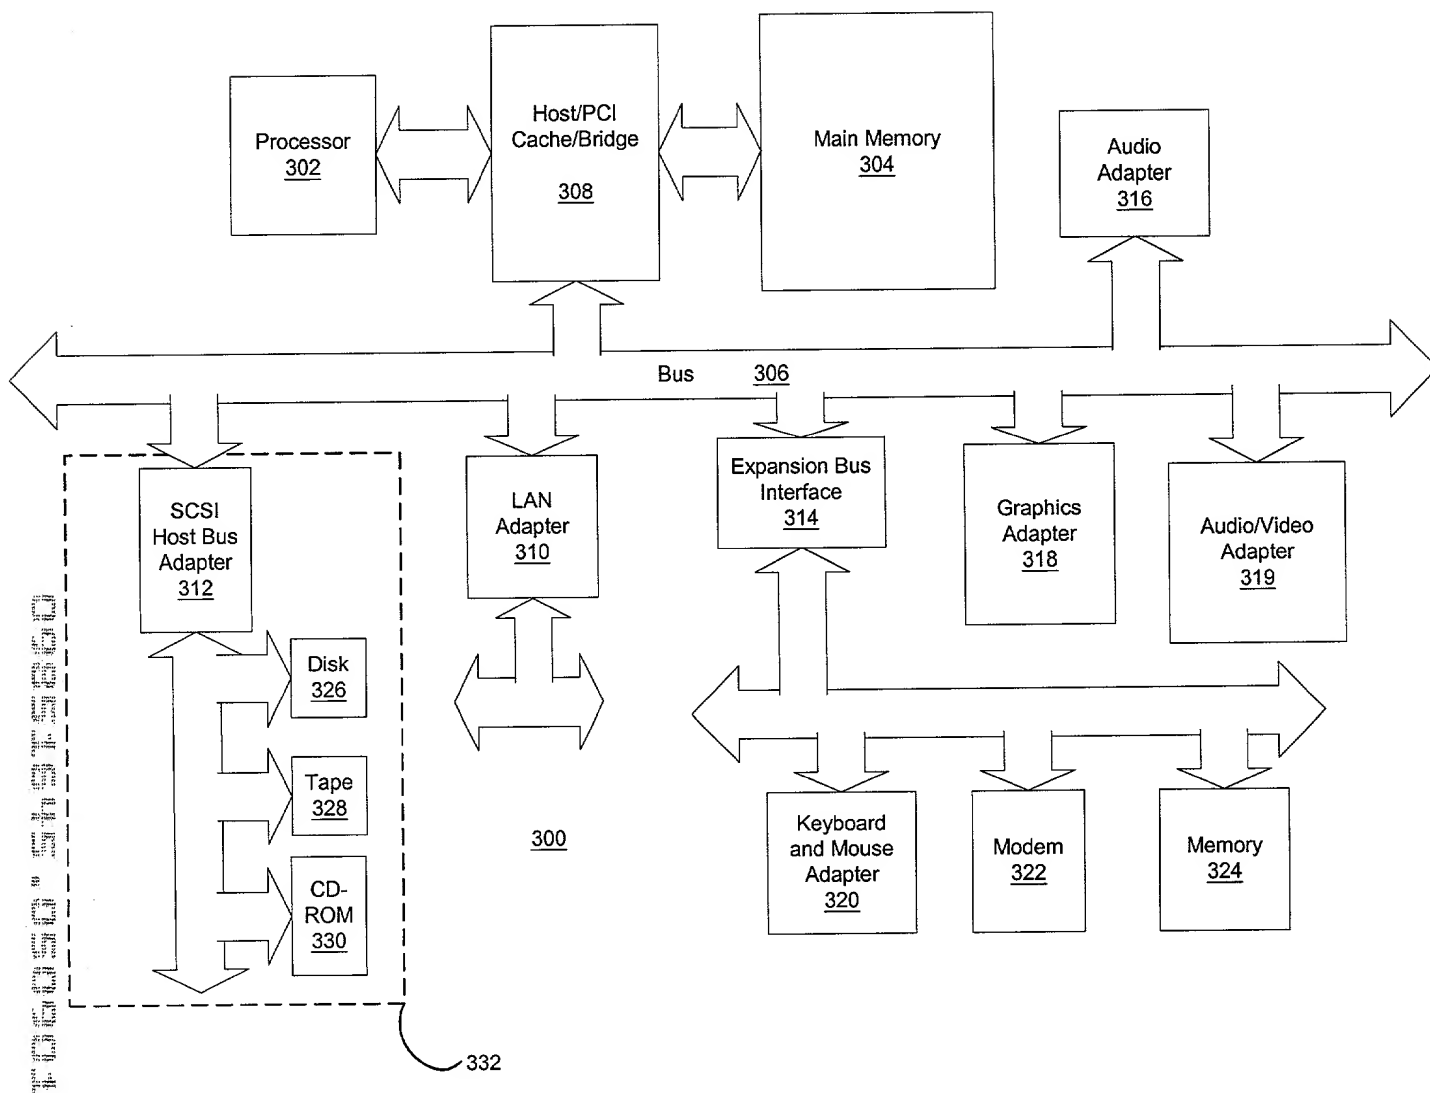 Processor
302
Host/PCI
Cache/Bridge
308
Main Memory
304
Audio
Adapter
316
Bus 306
SCSI
Host Bus
Adapter
312
LAN
Adapter
310
Expansion Bus
Interface
314
Graphics
Adapter
318
Audio/Video
Adapter
319
Disk
326
Tape
328
CD-
ROM
330
300
Keyboard
and Mouse
Adapter
320
Modem
322
Memory
324
332